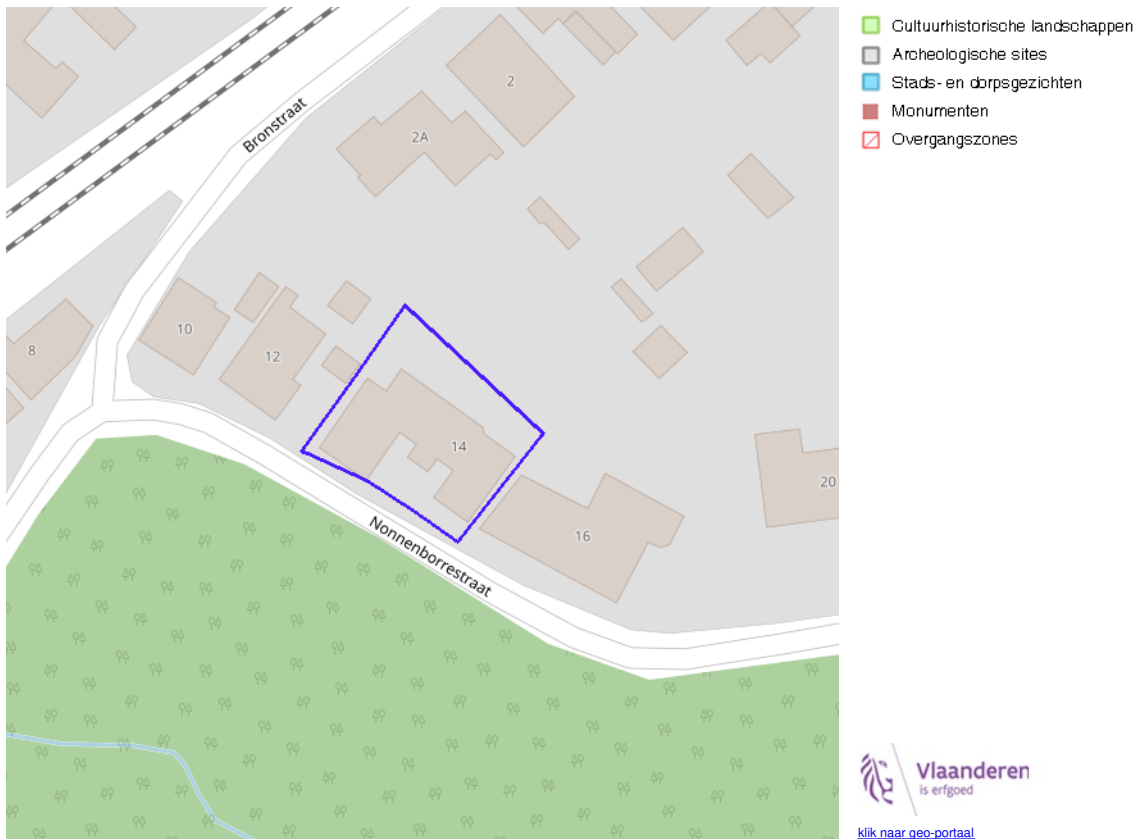 Bronstraat
2
2A
10
8
12
14
16
20
Nonnenborrestraat
Cultuurhistorische landschappen
Archeologische sites
Stads- en dorpsgezichten
Monumenten
Overgangszones
Vlaanderen
is erfgoed
klik naar geo-portaal